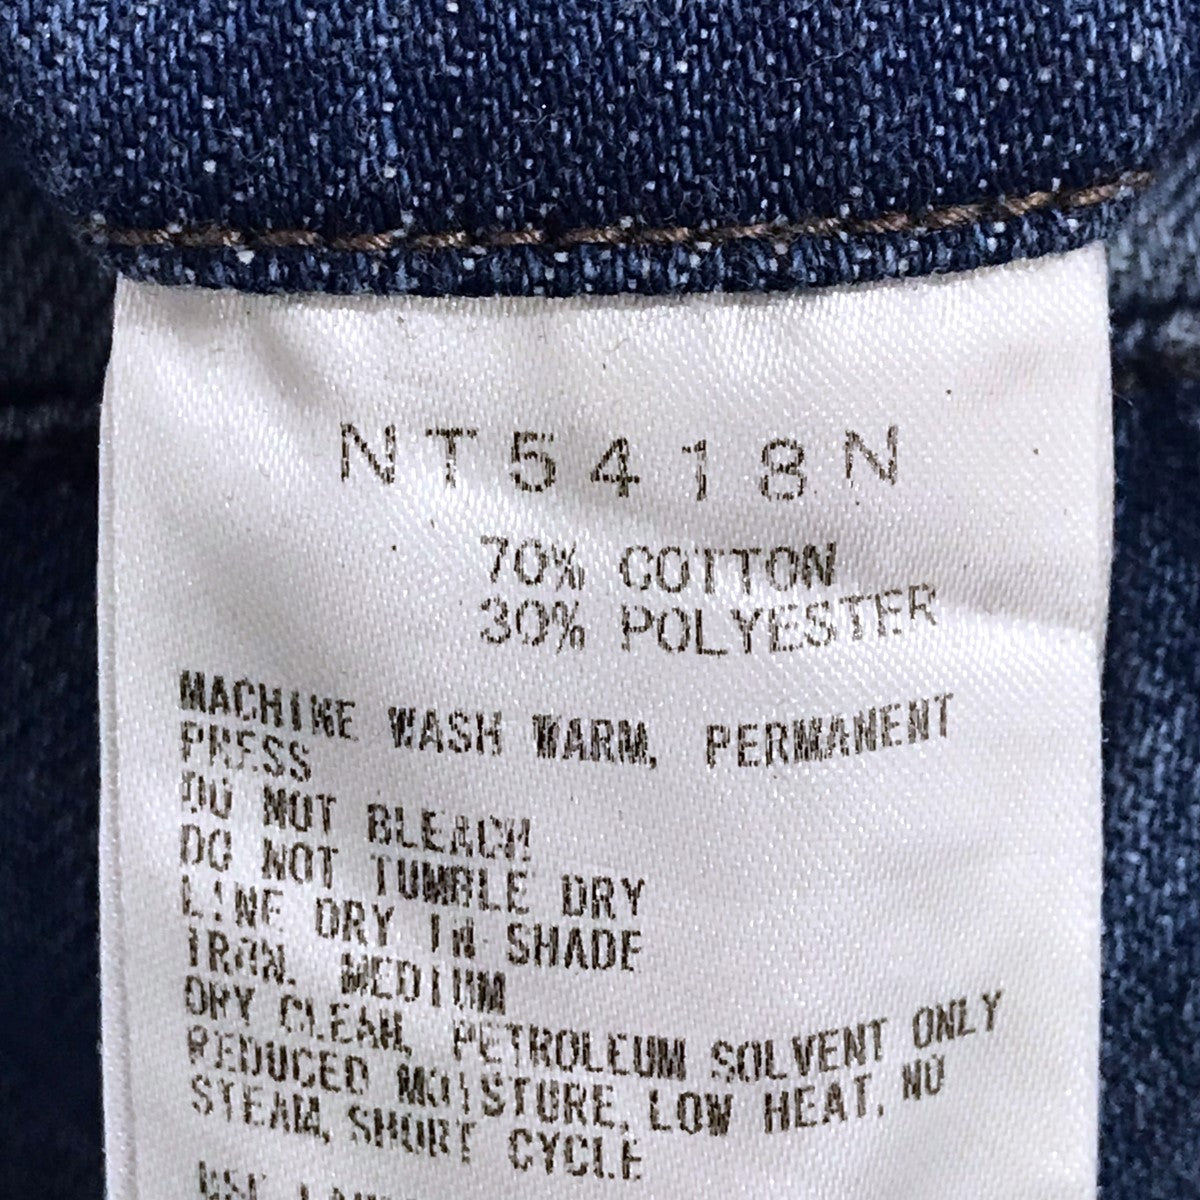 NT5418N
70% COTTON
30% POLYESTER
MACHINE WASH WARM, PERMANENT
PRESS
DO NOT BLEACH
DO NOT TUMBLE DRY
LINE DRY IN SHADE
IRON, MEDIUM
DRY CLEAN, PETROLEUM SOLVENT ONLY
REDUCED MOISTURE, LOW HEAT, NO
STEAM, SHORT CYCLE
USE